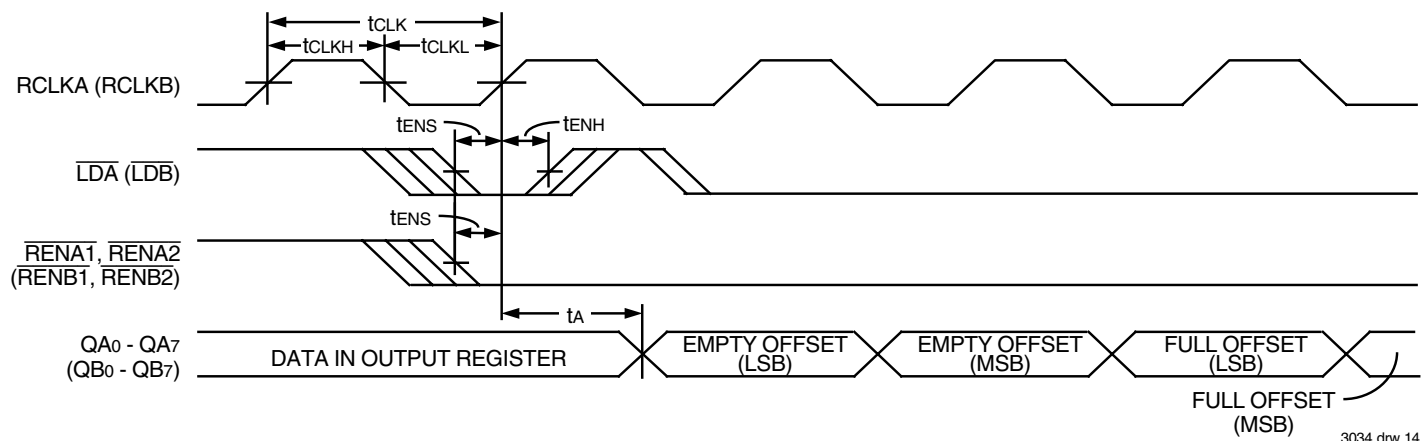 tCLK
tCLKH
tCLKL
RCLKA (RCLKB)
tENS
tENH
LDA (LDB)
tENS
RENA1, RENA2
(RENB1, RENB2)
tA
QA0 - QA7
(QB0 - QB7)
DATA IN OUTPUT REGISTER
EMPTY OFFSET
(LSB)
EMPTY OFFSET
(MSB)
FULL OFFSET
(LSB)
FULL OFFSET
(MSB)
3034 drw 14